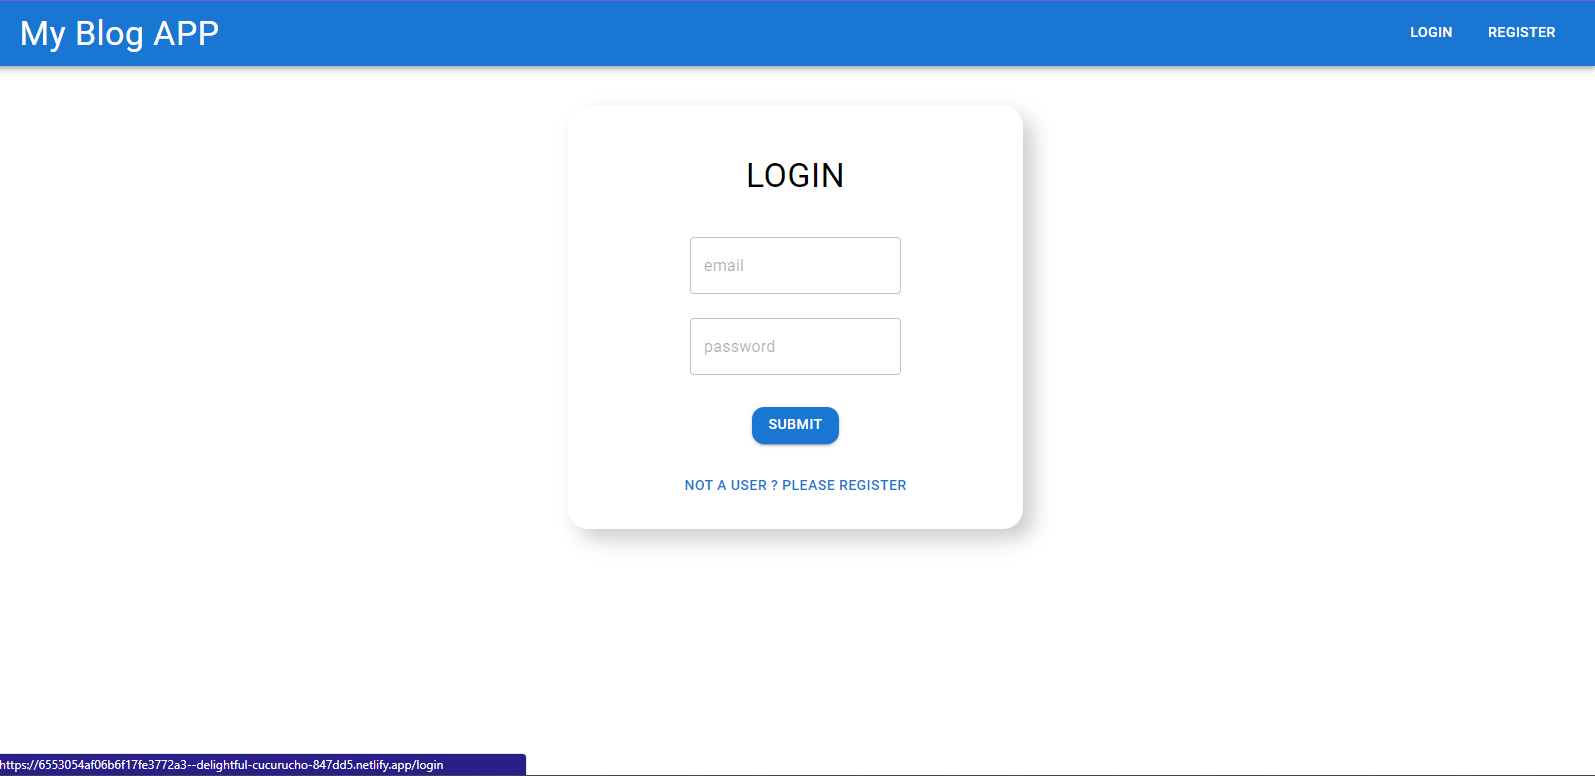 My Blog APP
LOGIN
REGISTER
LOGIN
email
password
SUBMIT
NOT A USER ? PLEASE REGISTER
https://6553054af06b6f17fe3772a3--delightful-cucurucho-847dd5.netlify.app/login